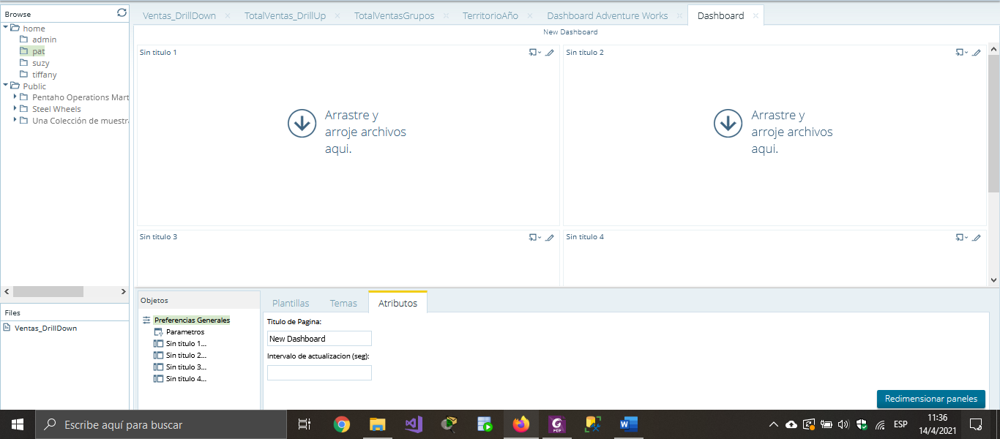 Browse
home
admin
pat
suzy
tiffany
Public
Pentaho Operations Mart
Steel Wheels
Una Colección de muestra
Files
Ventas_DrillDown
Ventas_DrillDown
TotalVentas_DrillUp
TotalVentasGrupos
TerritorioAño
Dashboard Adventure Works
Dashboard
New Dashboard
Sin titulo 1
Arrastre y
arroje archivos
aqui.
Sin titulo 2
Arrastre y
arroje archivos
aqui.
Sin titulo 3
Sin titulo 4
Objetos
Preferencias Generales
Parametros
Sin titulo 1...
Sin titulo 2...
Sin titulo 3...
Sin titulo 4...
Plantillas
Temas
Atributos
Titulo de Pagina:
New Dashboard
Intervalo de actualizacion (seg):
Redimensionar paneles
Escribe aquí para buscar
ESP
11:36
14/4/2021